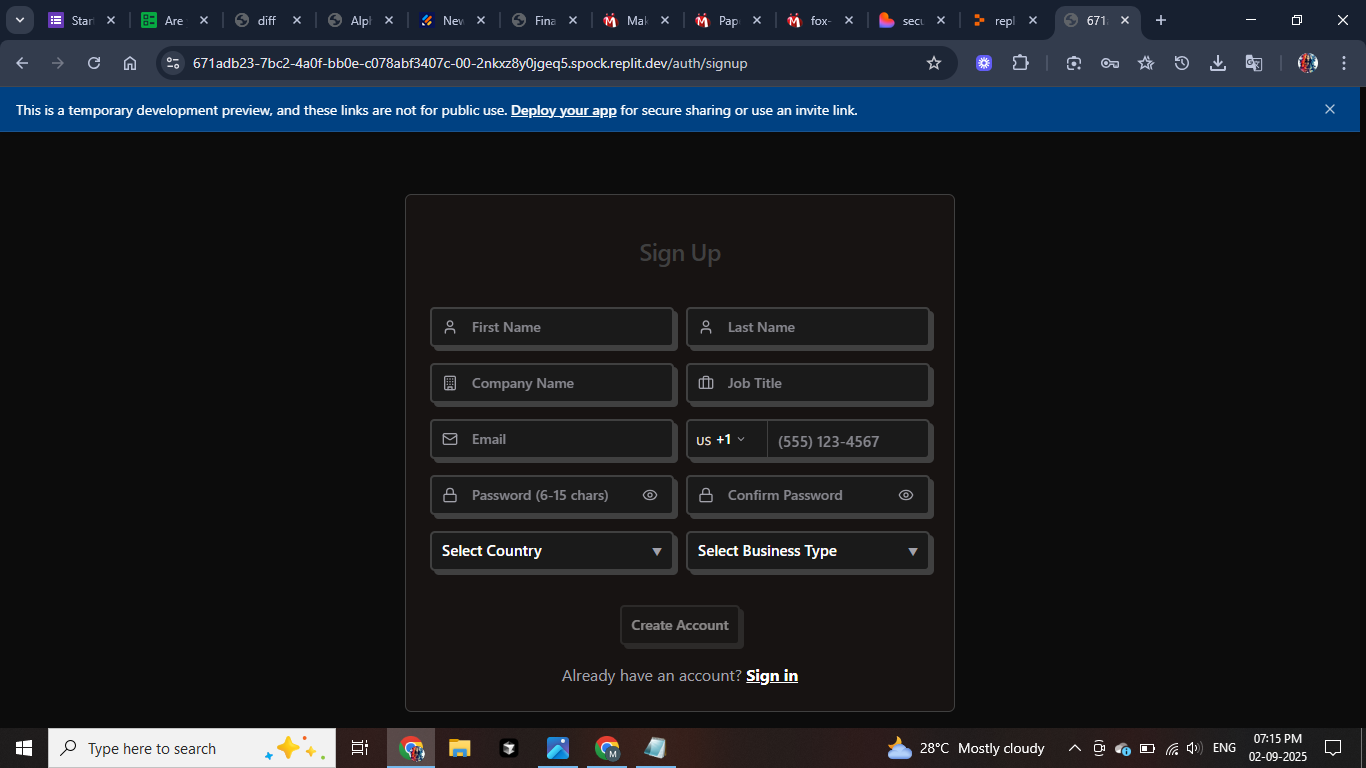 Start
Are
diff
Alph
New
Fina
Mak
Pap
fox-
secu
repl
671a
671adb23-7bc2-4a0f-bb0e-c078abf3407c-00-2nkxz8y0jgeq5.spock.replit.dev/auth/signup
This is a temporary development preview, and these links are not for public use. Deploy your app for secure sharing or use an invite link.
Sign Up
First Name
Last Name
Company Name
Job Title
Email
US +1
(555) 123-4567
Password (6-15 chars)
Confirm Password
Select Country
Select Business Type
Create Account
Already have an account? Sign in
Type here to search
28°C Mostly cloudy
ENG
07:15 PM
02-09-2025